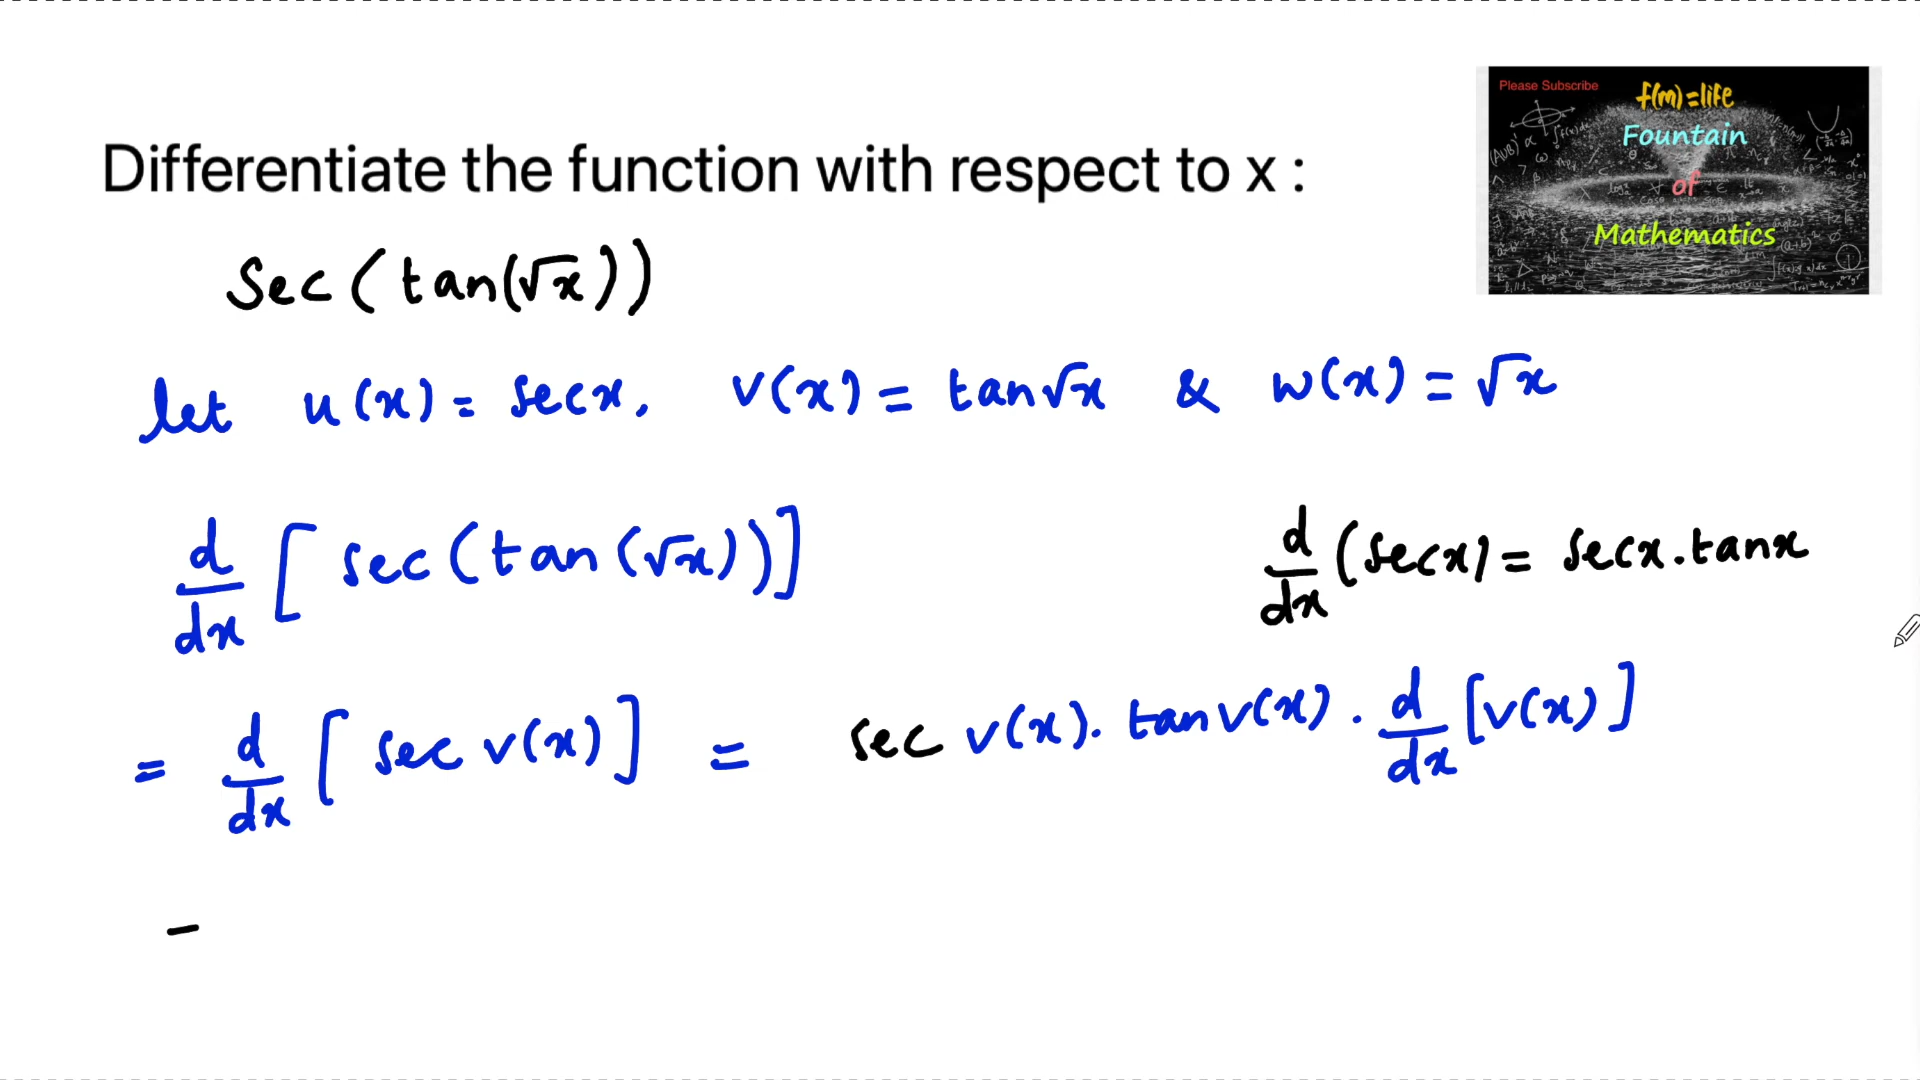 Please Subscribe
f(m)=life
Fountain
of
Mathematics
Differentiate the function with respect to x :
Sec(tan(√x))
let u(x)= secx, v(x)= tan√x & w(x)=√x
d/dx [sec(tan(√x))]
d/dx (secx)= secx.tanx
= d/dx [sec v(x)] = sec v(x). tanv(x). d/dx [v(x)]
–